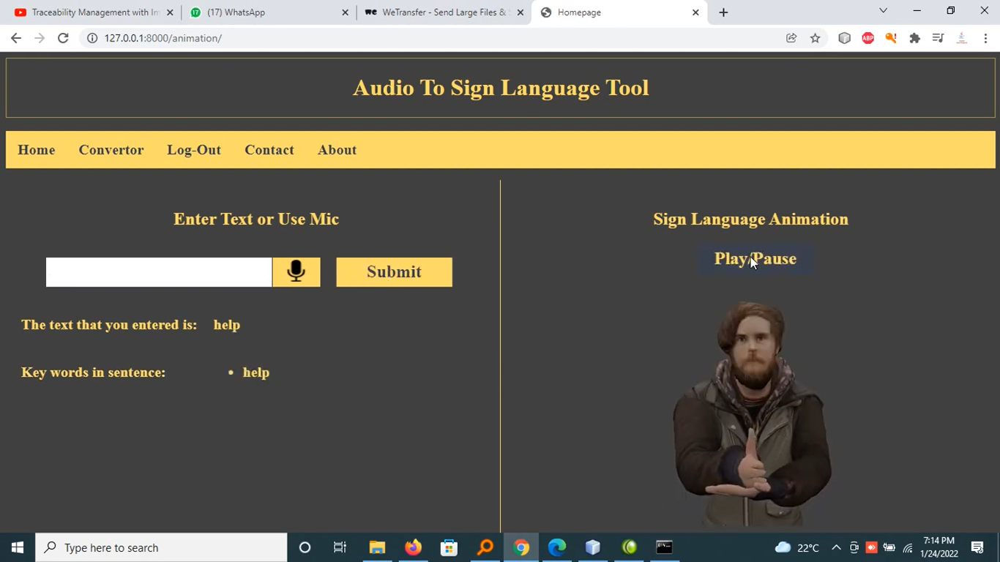 Traceability Management with Im
(17) WhatsApp
WeTransfer - Send Large Files &
Homepage
127.0.0.1:8000/animation/
ABP
Audio To Sign Language Tool
Home Convertor Log-Out Contact About
Enter Text or Use Mic
Submit
The text that you entered is: help
Key words in sentence: • help
Sign Language Animation
Play/Pause
Type here to search
22°C
7:14 PM
1/24/2022